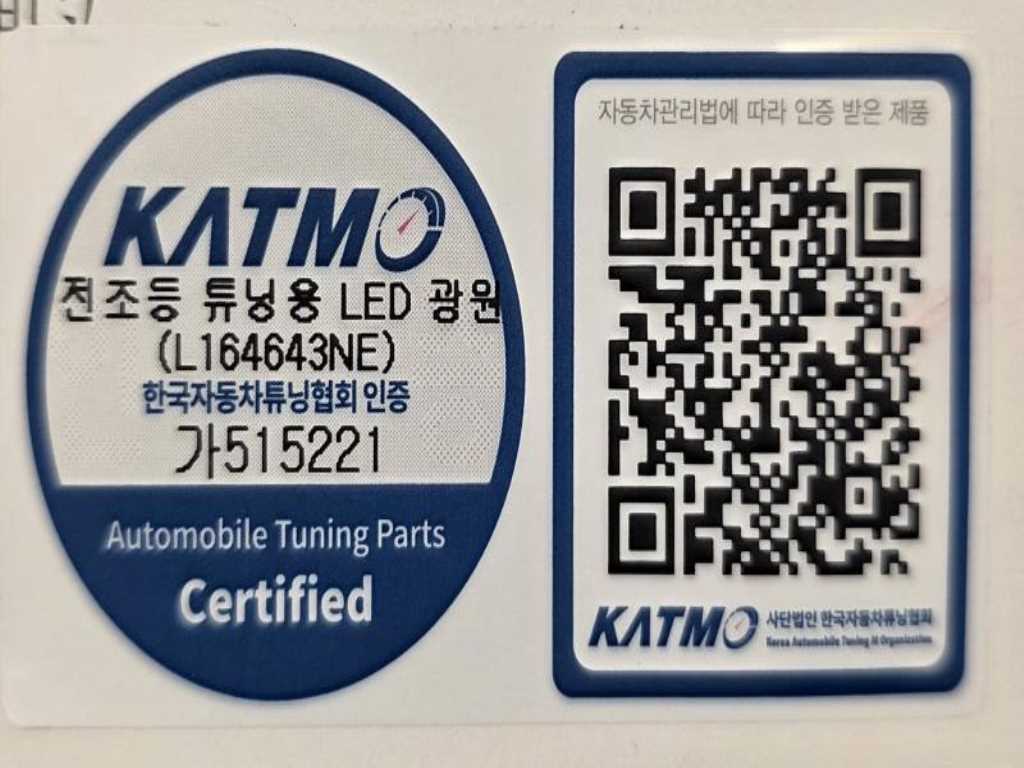 KATMO
전조등 튜닝용 LED 광원
(L164643NE)
한국자동차튜닝협회 인증
가515221
Automobile Tuning Parts
Certified
자동차관리법에 따라 인증 받은 제품
KATMO 사단법인 한국자동차튜닝협회
Korea Automobile Tuning M Organization